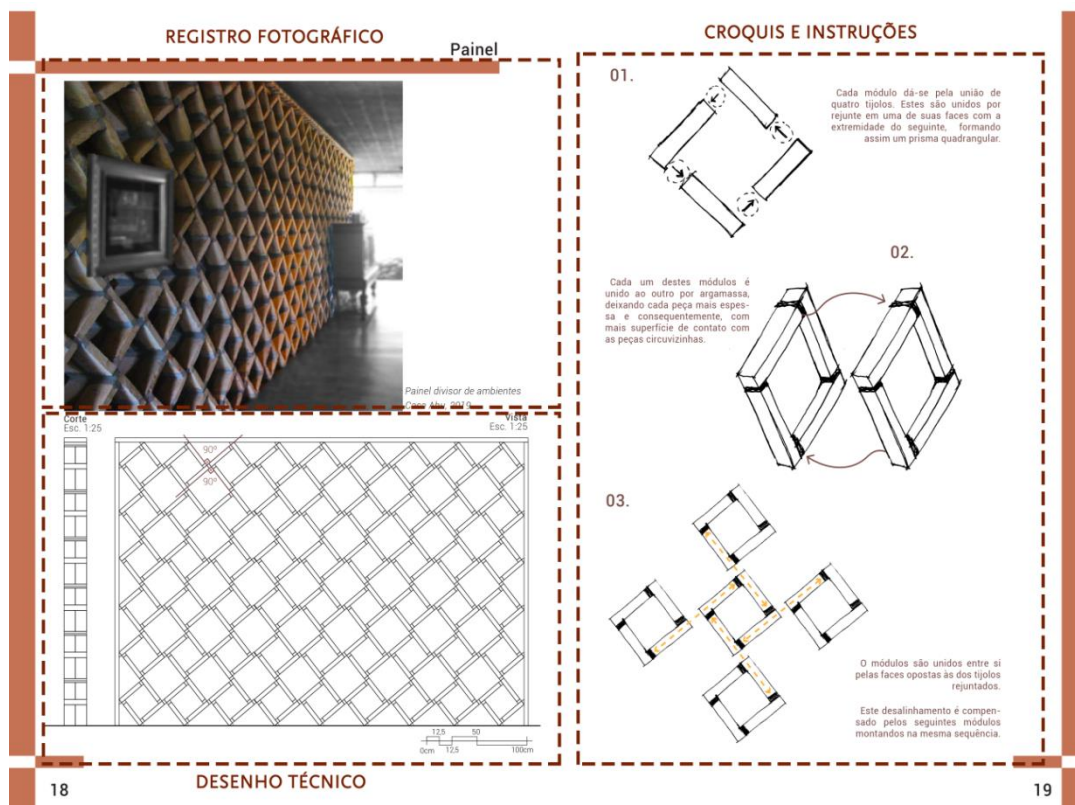 REGISTRO FOTOGRÁFICO
Painel
Painel divisor de ambientes
Corte
Esc. 1:25
Vista
Esc. 1:25
90º
90º
12,5 50
0cm 12,5 100cm
DESENHO TÉCNICO
18
CROQUIS E INSTRUÇÕES
01.
Cada módulo dá-se pela união de
quatro tijolos. Estes são unidos por
rejunte em uma de suas faces com a
extremidade do seguinte, formando
assim um prisma quadrangular.
02.
Cada um destes módulos é
unido ao outro por argamassa,
deixando cada peça mais espes-
sa e consequentemente, com
mais superfície de contato com
as peças circuvizinhas.
03.
O módulos são unidos entre si
pelas faces opostas às dos tijolos
rejuntados.
Este desalinhamento é compen-
sado pelos seguintes módulos
montandos na mesma sequência.
19